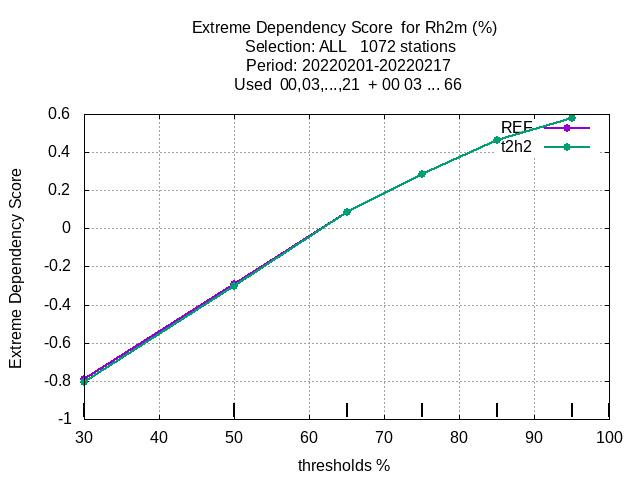 Extreme Dependency Score  for Rh2m (%)
Selection: ALL   1072 stations
Period: 20220201-20220217
Used  00,03,...,21  + 00 03 ... 66
Extreme Dependency Score
0.6
0.4
0.2
0
-0.2
-0.4
-0.6
-0.8
-1
REF
t2h2
30 40 50 60 70 80 90 100
thresholds %